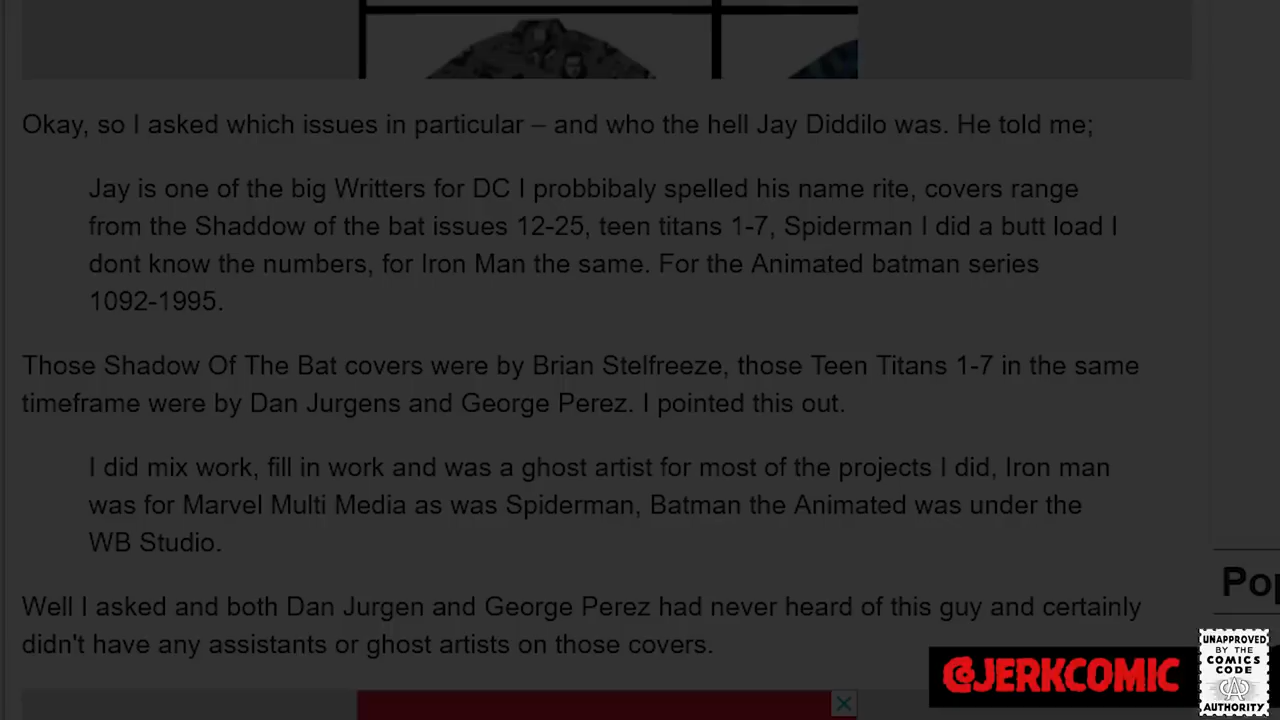 Okay, so I asked which issues in particular – and who the hell Jay Diddilo was. He told me;
Jay is one of the big Writters for DC I probbibaly spelled his name rite, covers range
from the Shaddow of the bat issues 12-25, teen titans 1-7, Spiderman I did a butt load I
dont know the numbers, for Iron Man the same. For the Animated batman series
1092-1995.
Those Shadow Of The Bat covers were by Brian Stelfreeze, those Teen Titans 1-7 in the same
timeframe were by Dan Jurgens and George Perez. I pointed this out.
I did mix work, fill in work and was a ghost artist for most of the projects I did, Iron man
was for Marvel Multi Media as was Spiderman, Batman the Animated was under the
WB Studio.
Well I asked and both Dan Jurgen and George Perez had never heard of this guy and certainly
didn't have any assistants or ghost artists on those covers.
Pop
@JERKCOMIC
UNAPPROVED
BY THE
COMICS
CODE
CA
AUTHORITY